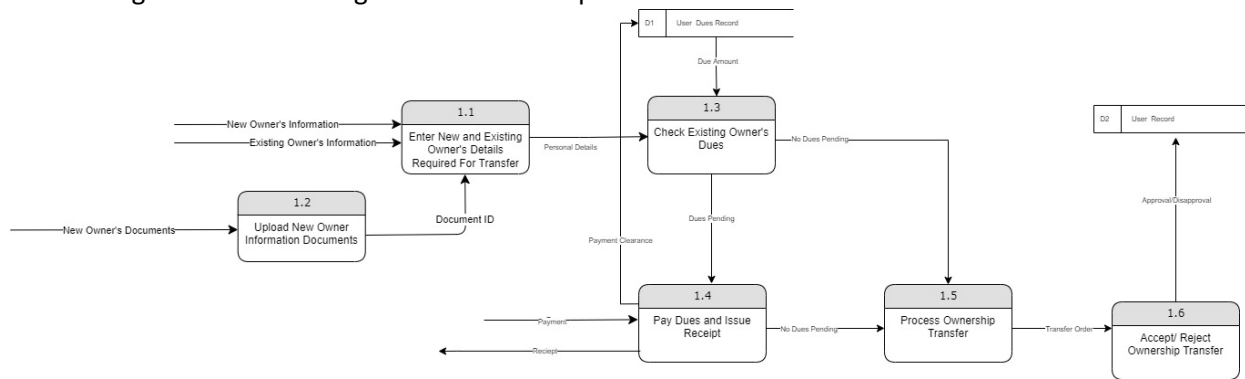 D1 User Dues Record
Due Amount
1.1
Enter New and Existing
Owner's Details
Required For Transfer
New Owner's Information
Existing Owner's Information
Personal Details
1.3
Check Existing Owner's
Dues
No Dues Pending
D2 User Record
1.2
Upload New Owner
Information Documents
New Owner's Documents
Document ID
Dues Pending
Payment Clearance
Approval/Disapproval
1.4
Pay Dues and Issue
Receipt
Payment
Reciept
No Dues Pending
1.5
Process Ownership
Transfer
Transfer Order
1.6
Accept/ Reject
Ownership Transfer